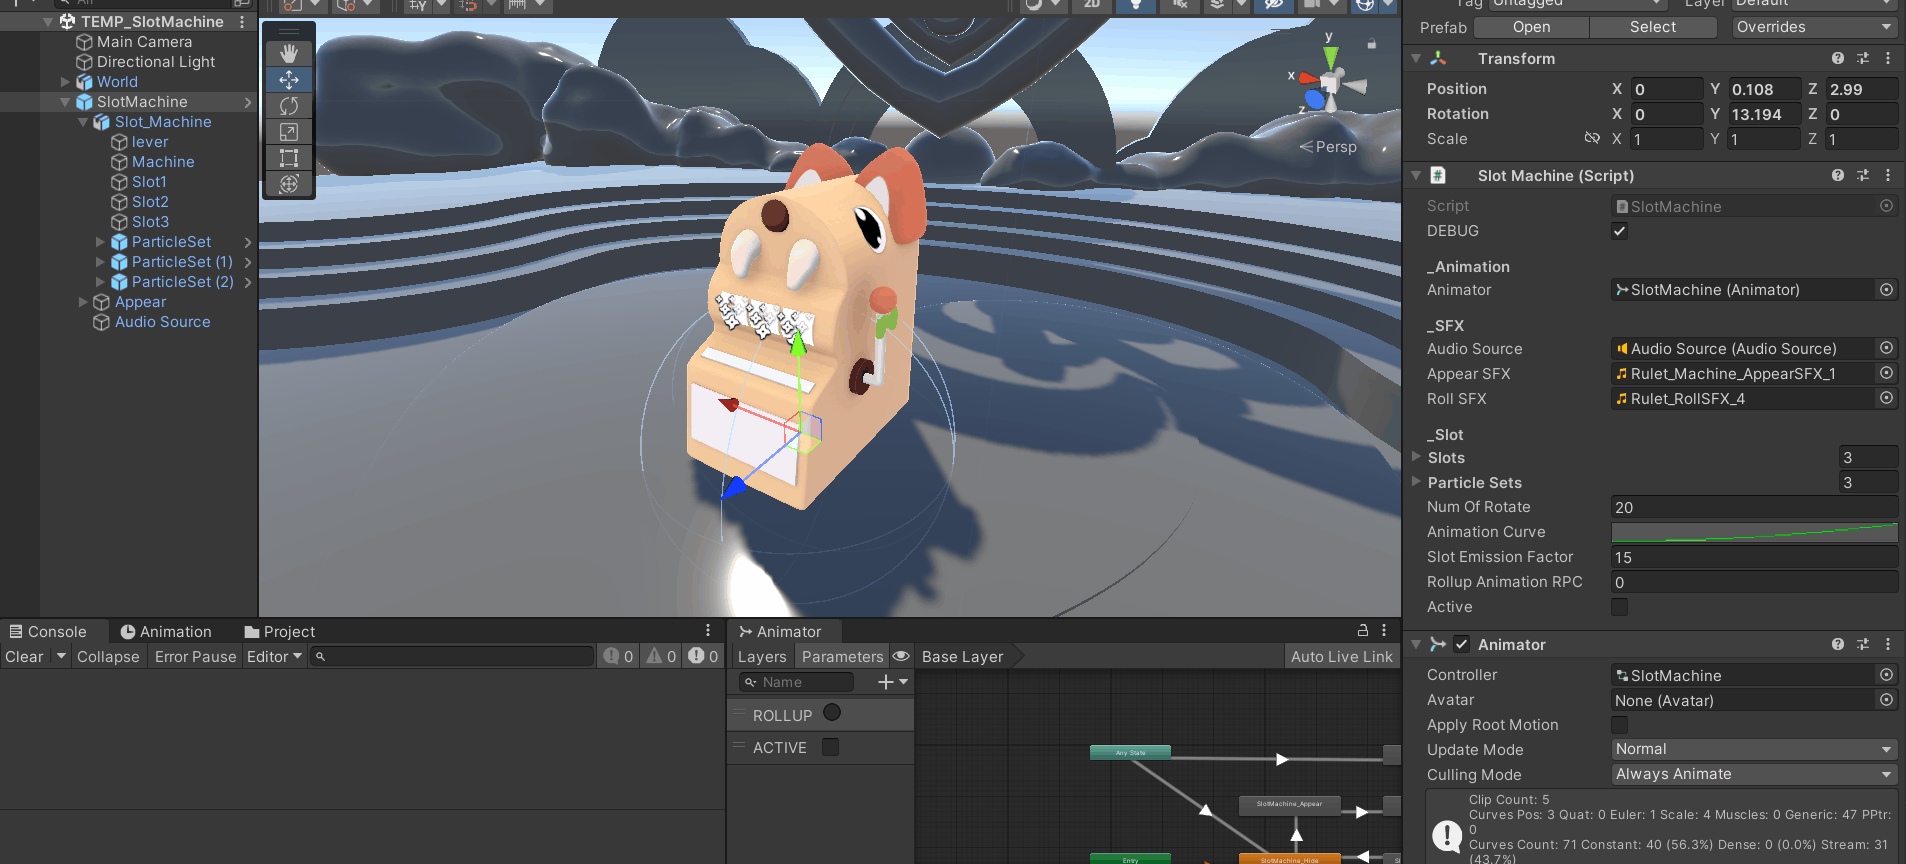 All
TEMP_SlotMachine
Main Camera
Directional Light
World
SlotMachine
Slot_Machine
lever
Machine
Slot1
Slot2
Slot3
ParticleSet
ParticleSet (1)
ParticleSet (2)
Appear
Audio Source
2D
y
x
z
Persp
Tag Untagged Layer Default
Prefab Open Select Overrides
Transform
Position X 0 Y 0.108 Z 2.99
Rotation X 0 Y 13.194 Z 0
Scale X 1 Y 1 Z 1
# Slot Machine (Script)
Script SlotMachine
DEBUG
_Animation
Animator SlotMachine (Animator)
_SFX
Audio Source Audio Source (Audio Source)
Appear SFX Rulet_Machine_AppearSFX_1
Roll SFX Rulet_RollSFX_4
_Slot
Slots 3
Particle Sets 3
Num Of Rotate 20
Animation Curve
Slot Emission Factor 15
Rollup Animation RPC 0
Active
Animator
Controller SlotMachine
Avatar None (Avatar)
Apply Root Motion
Update Mode Normal
Culling Mode Always Animate
Clip Count: 5
Curves Pos: 3 Quat: 0 Euler: 1 Scale: 4 Muscles: 0 Generic: 47 PPtr:
0
Curves Count: 71 Constant: 40 (56.3%) Dense: 0 (0.0%) Stream: 31
(43.7%)
Console Animation Project
Clear Collapse Error Pause Editor 0 0 0
Animator
Layers Parameters Base Layer Auto Live Link
Name
ROLLUP
ACTIVE
Any State
SlotMachine_Appear
Entry
SlotMachine_Hide